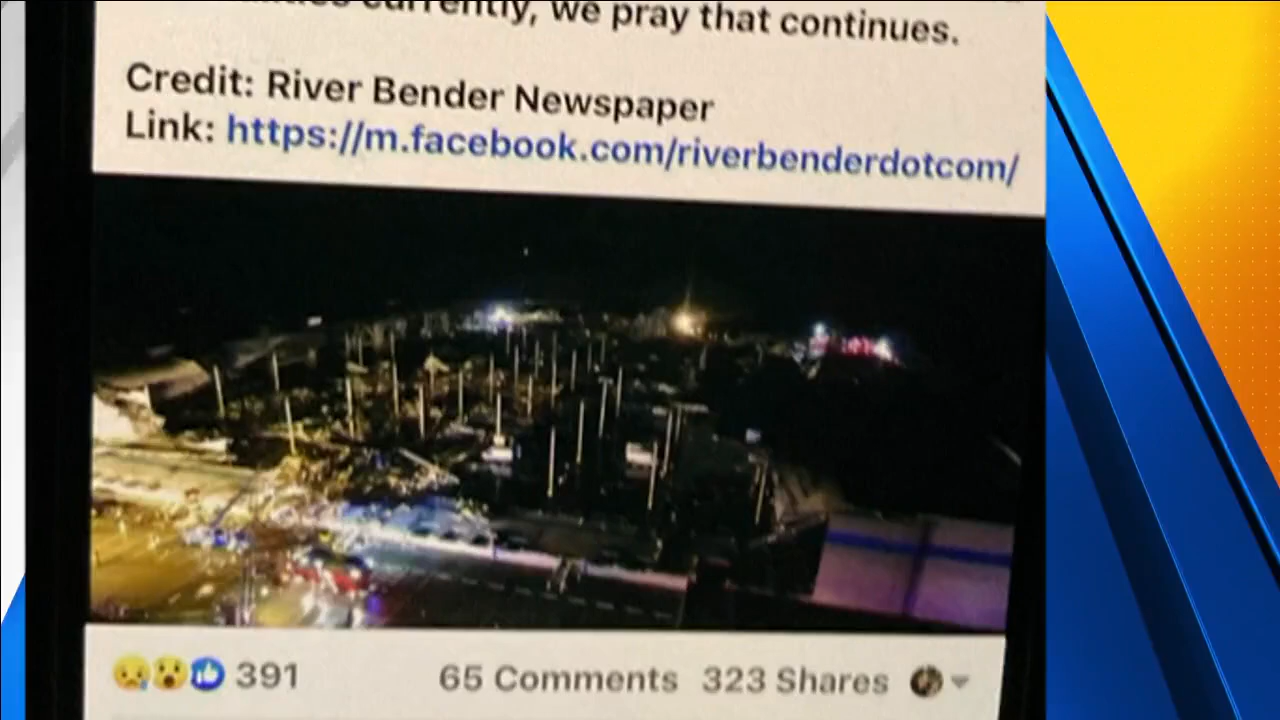 currently, we pray that continues.
Credit: River Bender Newspaper
Link: https://m.facebook.com/riverbenderdotcom/
391
65 Comments 323 Shares